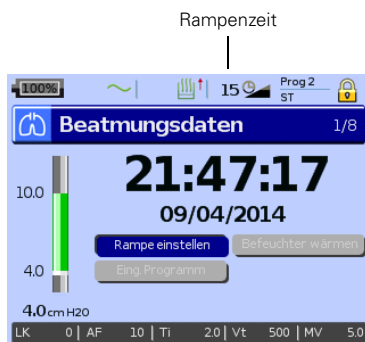 Rampenzeit
100% 15 Prog 2
ST
Beatmungsdaten 1/8
21:47:17
10.0
09/04/2014
Rampe einstellen Befeuchter wärmen
4.0 Eing.Programm
4.0 cm H2O
LK 0 | AF 10 | Ti 2.0 | Vt 500 | MV 5.0